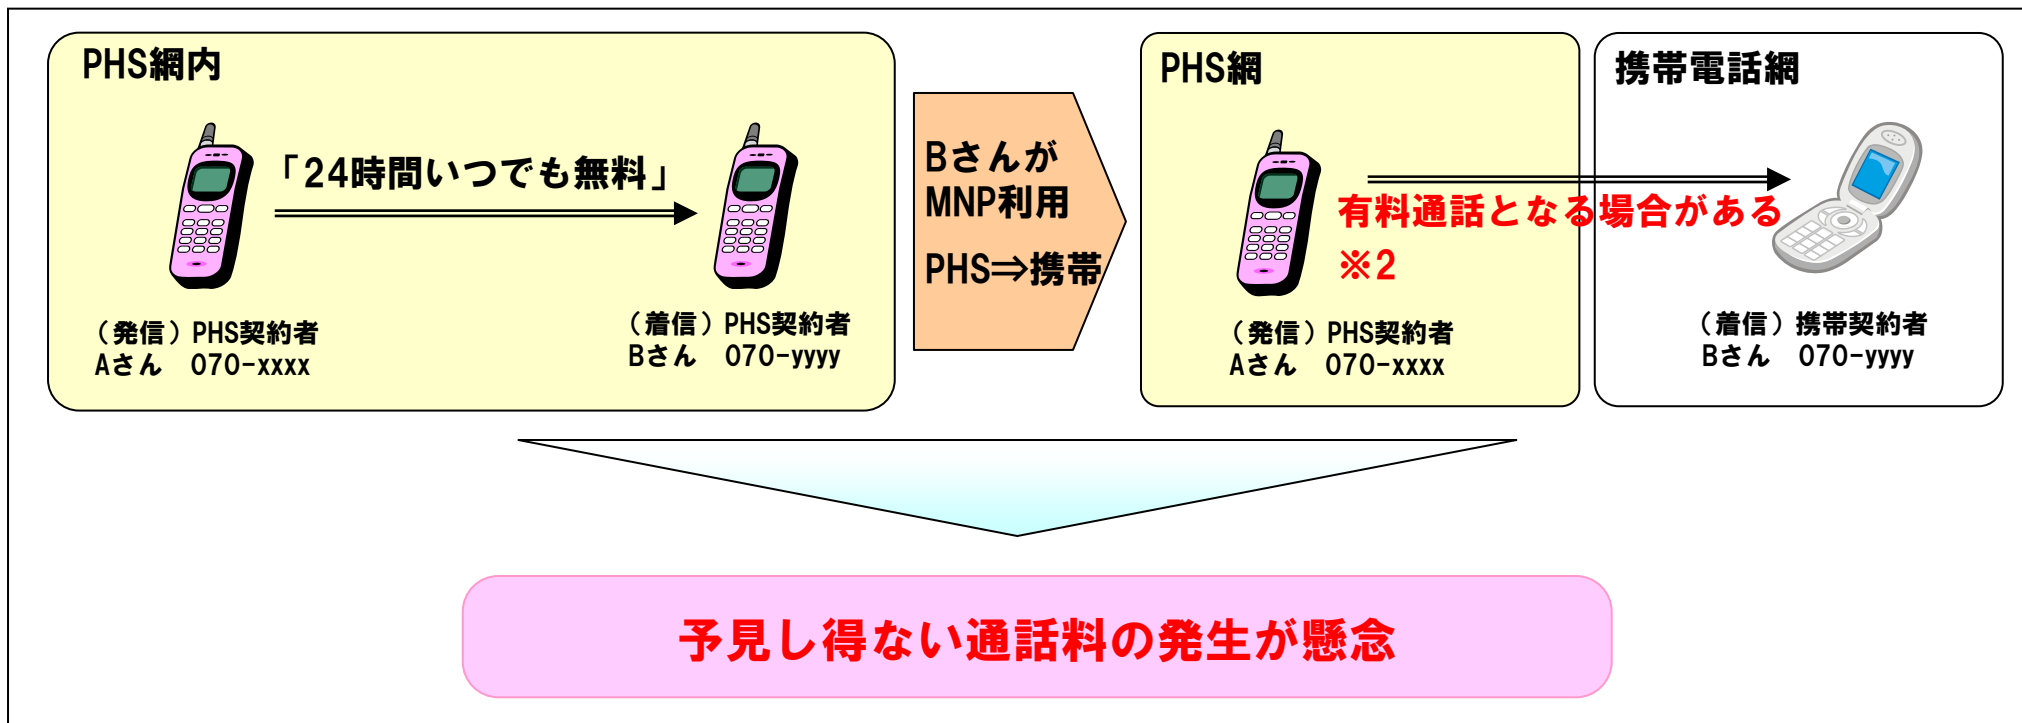 PHS網内
「24時間いつでも無料」
（発信）PHS契約者
Aさん　070-xxxx
（着信）PHS契約者
Bさん　070-yyyy
Bさんが
MNP利用
PHS⇒携帯
PHS網
有料通話となる場合がある
※2
（発信）PHS契約者
Aさん　070-xxxx
携帯電話網
（着信）携帯契約者
Bさん　070-yyyy
予見し得ない通話料の発生が懸念